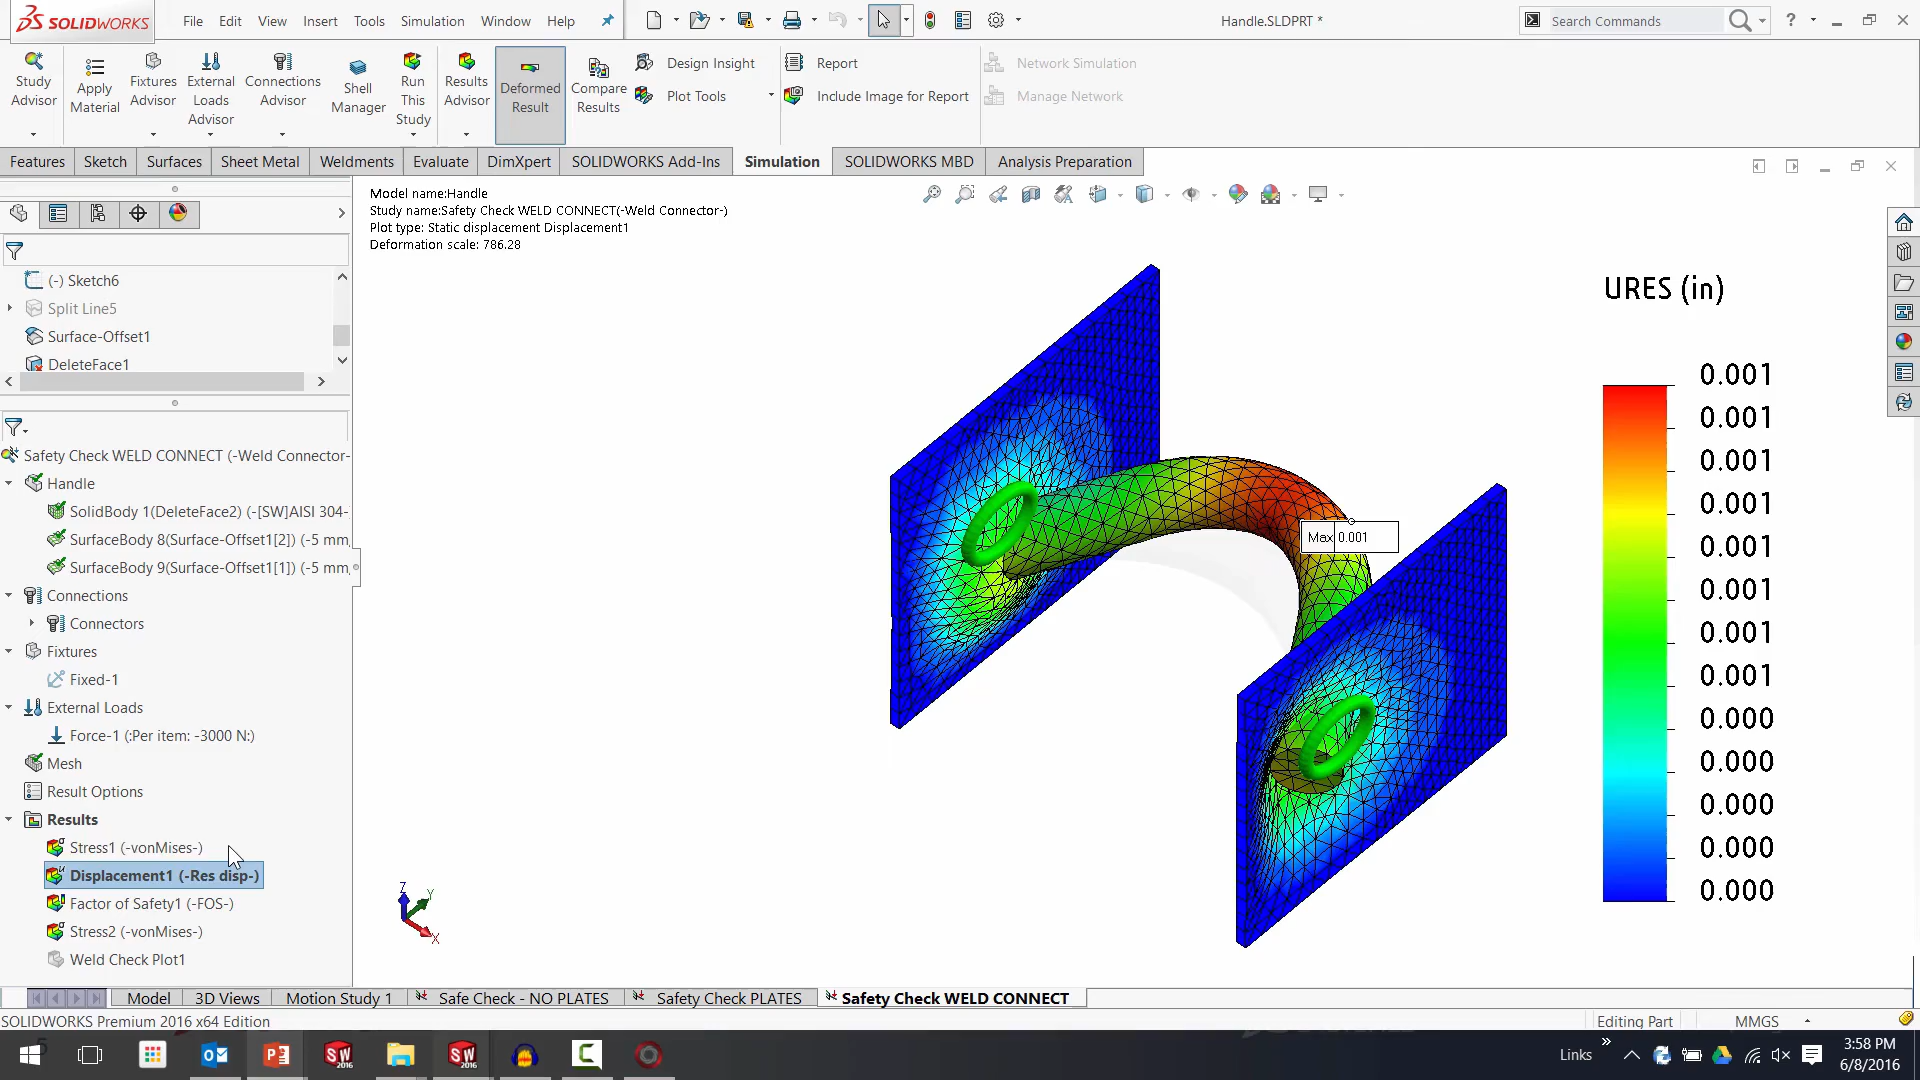 SOLIDWORKS
File Edit View Insert Tools Simulation Window Help
Handle.SLDPRT *
Search Commands
Study Advisor
Apply Material
Fixtures Advisor
External Loads Advisor
Connections Advisor
Shell Manager
Run This Study
Results Advisor
Deformed Result
Compare Results
Design Insight
Plot Tools
Report
Include Image for Report
Network Simulation
Manage Network
Features Sketch Surfaces Sheet Metal Weldments Evaluate DimXpert SOLIDWORKS Add-Ins Simulation SOLIDWORKS MBD Analysis Preparation
Model name:Handle
Study name:Safety Check WELD CONNECT(-Weld Connector-)
Plot type: Static displacement Displacement1
Deformation scale: 786.28
(-) Sketch6
Split Line5
Surface-Offset1
DeleteFace1
Safety Check WELD CONNECT (-Weld Connector-
Handle
SolidBody 1(DeleteFace2) (-[SW]AISI 304-
SurfaceBody 8(Surface-Offset1[2]) (-5 mm,
SurfaceBody 9(Surface-Offset1[1]) (-5 mm,
Connections
Connectors
Fixtures
Fixed-1
External Loads
Force-1 (:Per item: -3000 N:)
Mesh
Result Options
Results
Stress1 (-vonMises-)
Displacement1 (-Res disp-)
Factor of Safety1 (-FOS-)
Stress2 (-vonMises-)
Weld Check Plot1
Max 0.001
URES (in)
0.001
0.001
0.001
0.001
0.001
0.001
0.001
0.001
0.000
0.000
0.000
0.000
0.000
Z
Y
X
Model 3D Views Motion Study 1 Safe Check - NO PLATES Safety Check PLATES Safety Check WELD CONNECT
SOLIDWORKS Premium 2016 x64 Edition
Editing Part
MMGS
Links
3:58 PM
6/8/2016